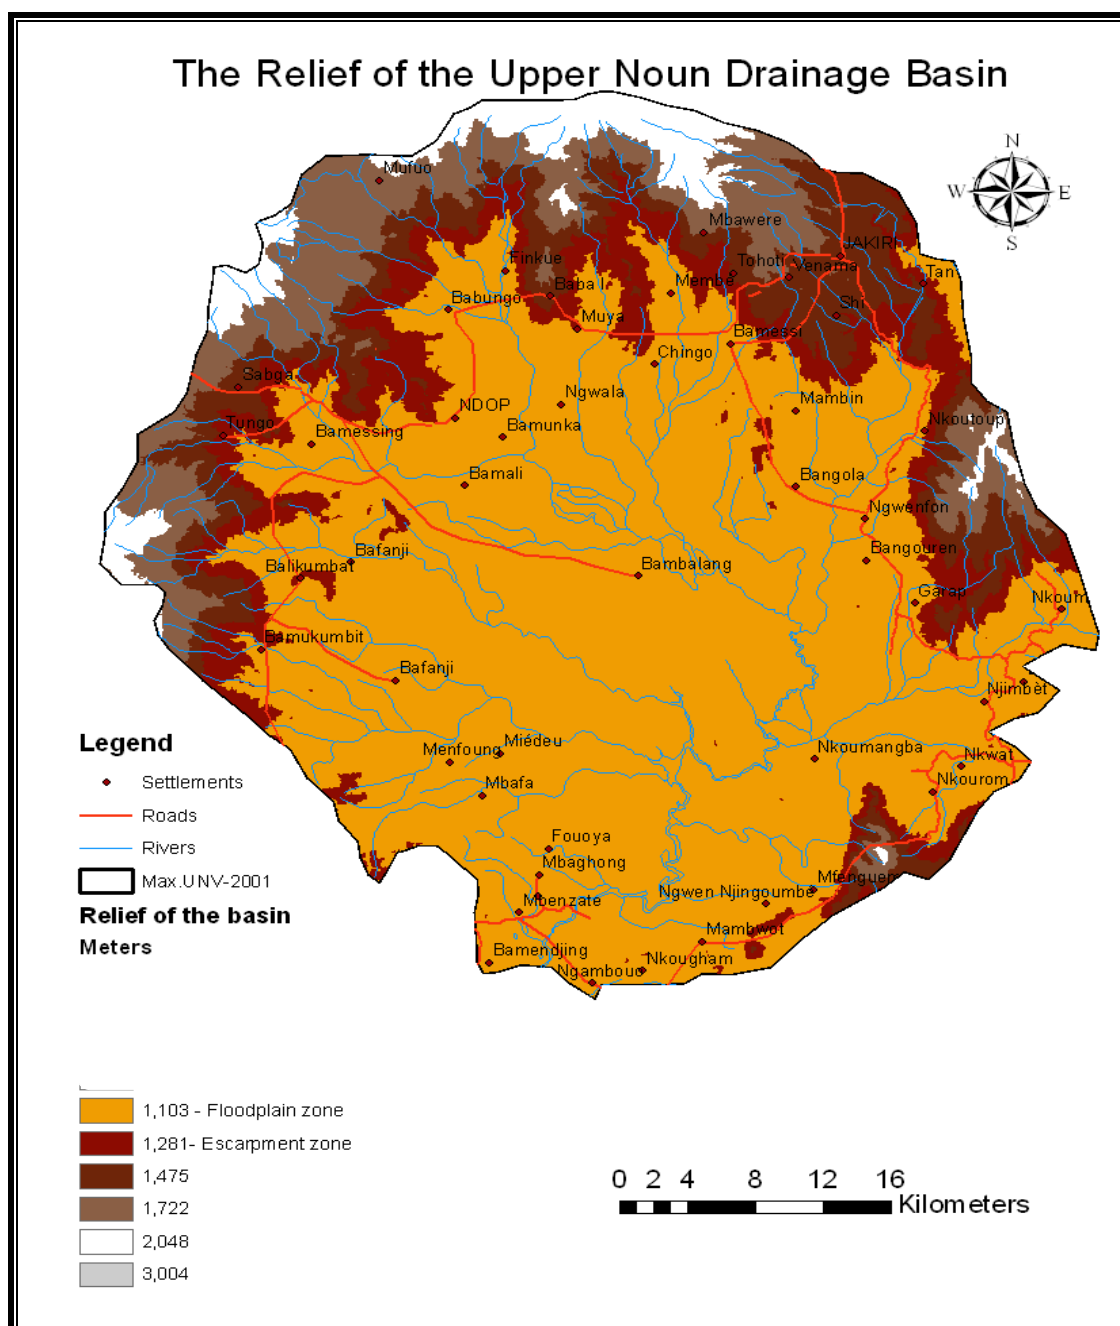 The Relief of the Upper Noun Drainage Basin
N
W E
S
Mufuo
Mbawere
JAKIRI
Finkue
Tohoti
Venama
Tan
Baba I
Membe
Babungo
Shi
Muya
Bamessi
Chingo
Sabga
Ngwala
Mambin
NDOP
Tungo
Bamessing
Bamunka
Nkoutoup
Bamali
Bangola
Ngwenfon
Bafanji
Bangouren
Balikumbat
Bambalang
Garap
Nkoum
Bamukumbit
Bafanji
Njimbèt
Legend
Menfoung
Miédeu
Nkoumangba
Nkwat
Settlements
Mbafa
Nkourom
Roads
Rivers
Fouoya
Max.UNV-2001
Mbaghong
Ngwen Njingoumbe
Mfenguen
Relief of the basin
Mbenzate
Meters
Mambwot
Bamendjing
Nkougham
Ngambouo
1,103 - Floodplain zone
1,281- Escarpment zone
1,475
1,722
2,048
3,004
0 2 4 8 12 16
Kilometers